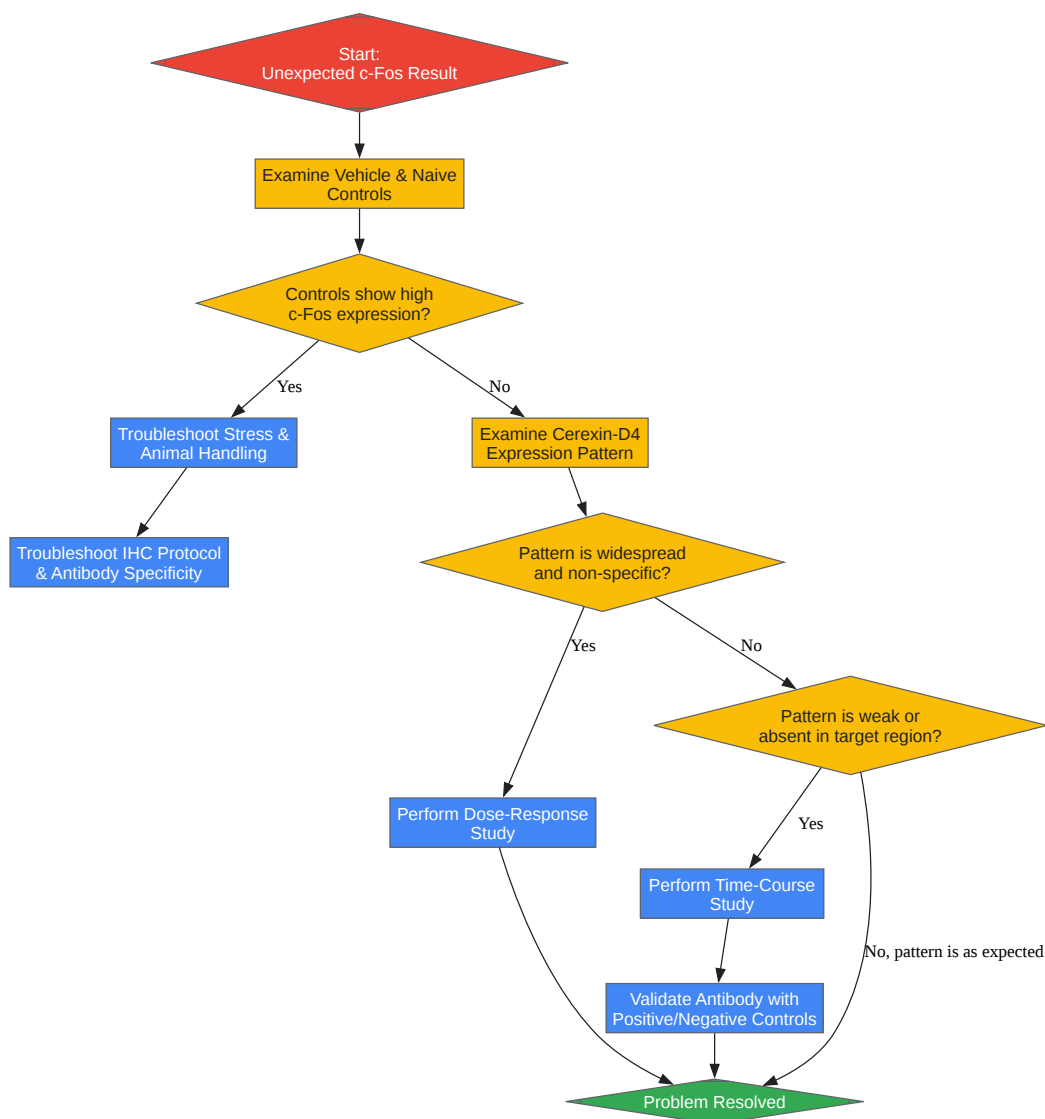 Start:
Unexpected c-Fos Result
Examine Vehicle & Naive
Controls
Controls show high
c-Fos expression?
Yes
No
Troubleshoot Stress &
Animal Handling
Examine Cerexin-D4
Expression Pattern
Troubleshoot IHC Protocol
& Antibody Specificity
Pattern is widespread
and non-specific?
Yes
No
Pattern is weak or
absent in target region?
Perform Dose-Response
Study
Yes
Perform Time-Course
Study
No, pattern is as expected
Validate Antibody with
Positive/Negative Controls
Problem Resolved